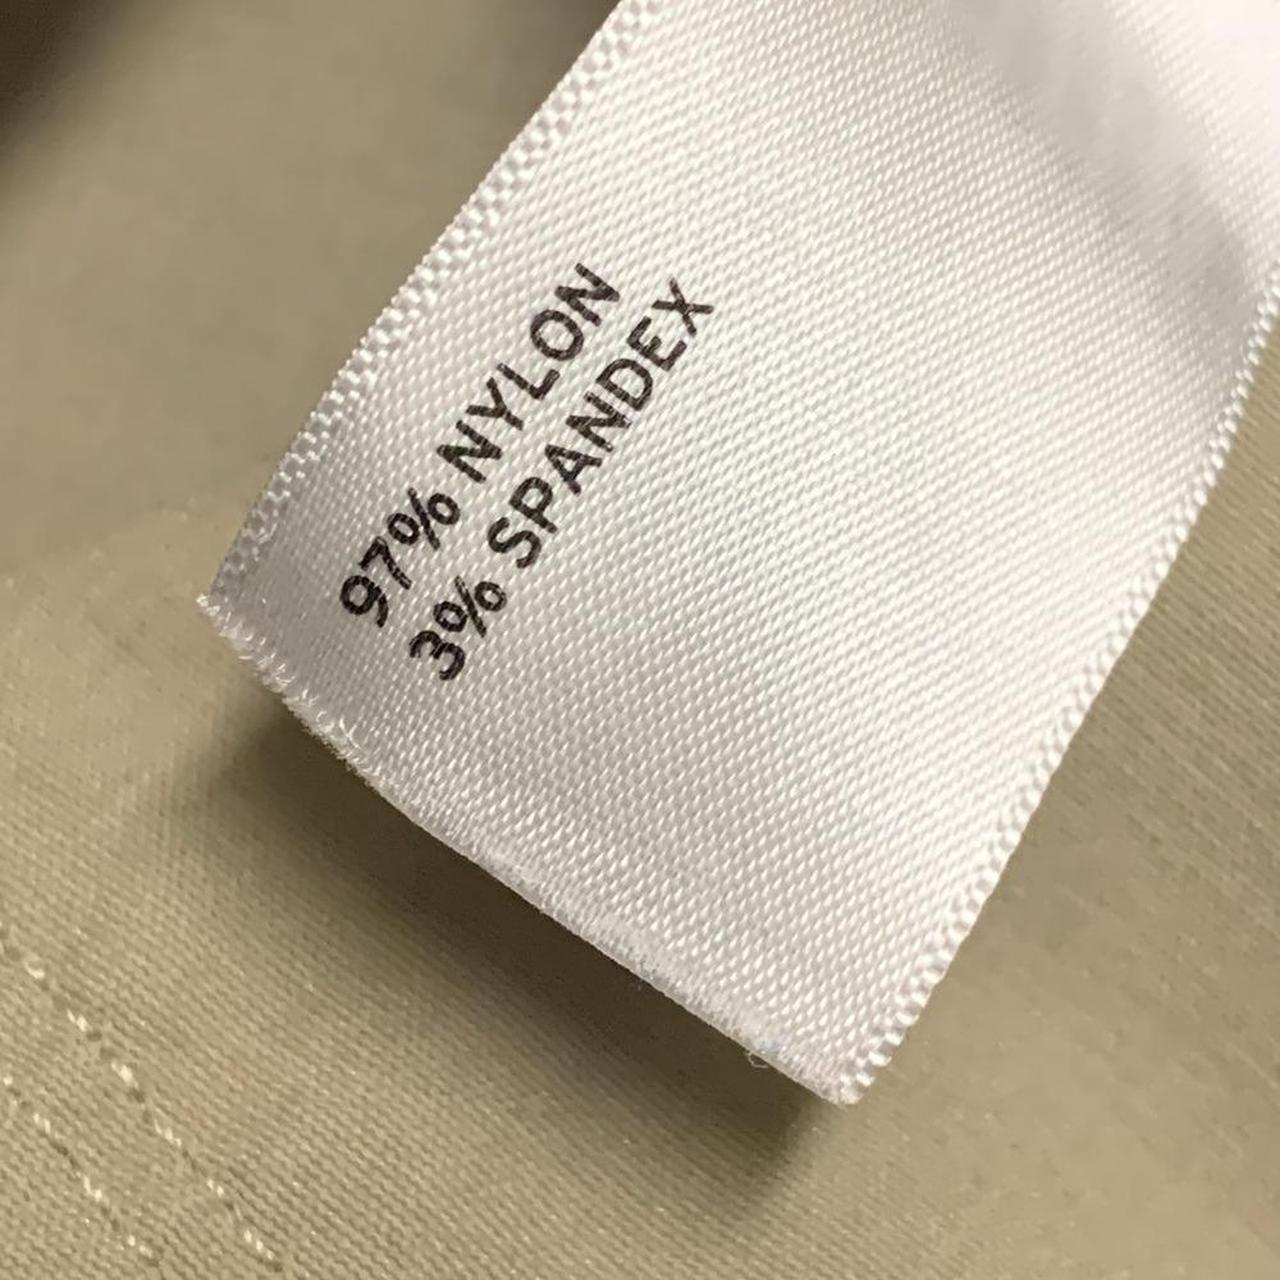 97% NYLON
3% SPANDEX